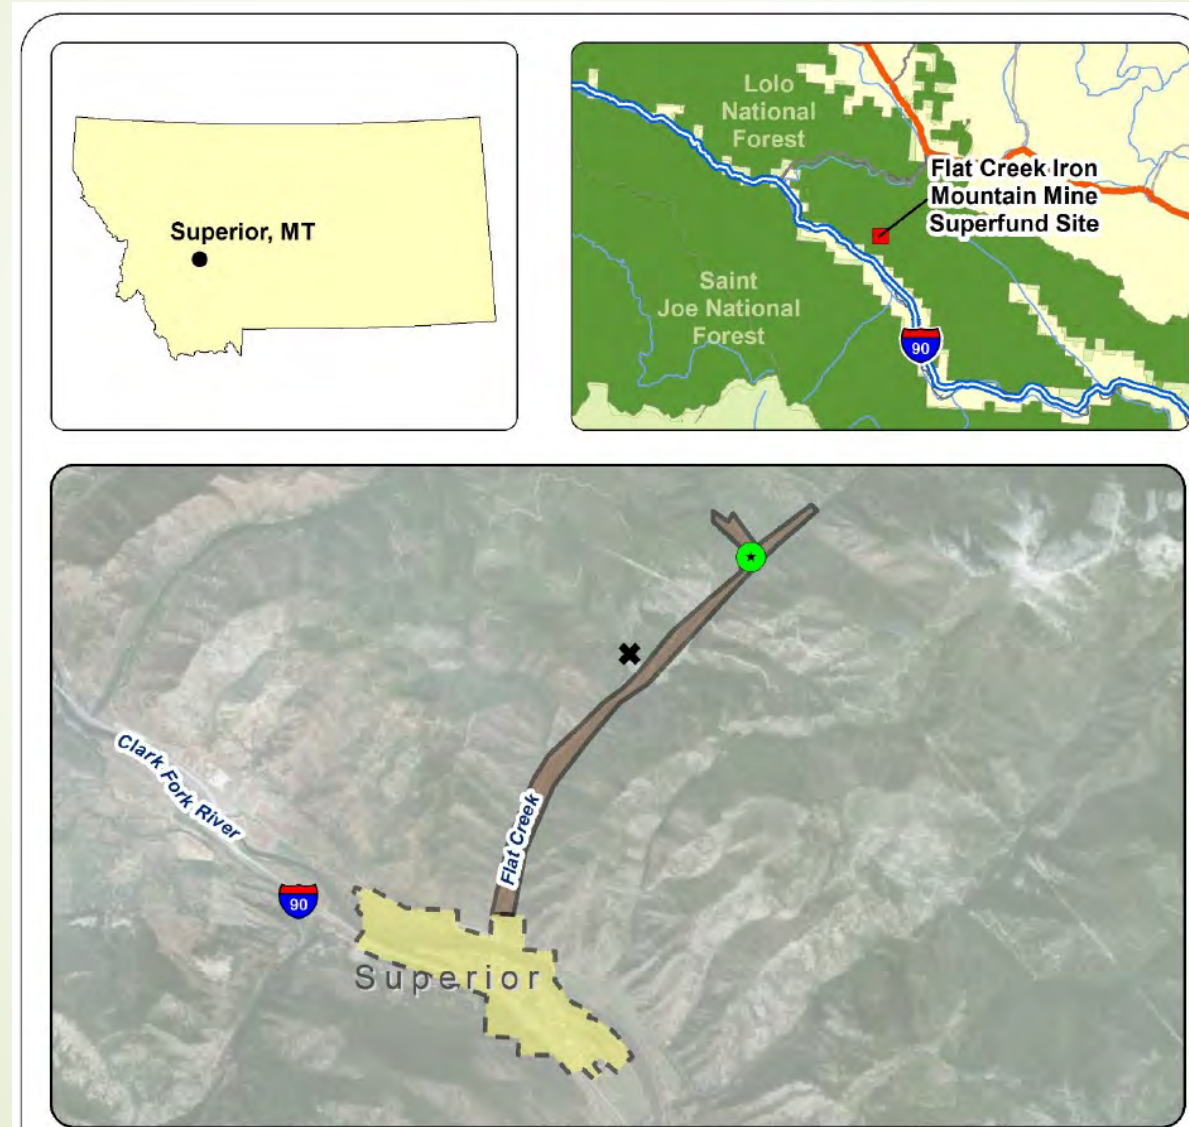 Superior, MT
Lolo
National
Forest
Flat Creek Iron
Mountain Mine
Superfund Site
Saint
Joe National
Forest
90
Clark Fork River
Flat Creek
90
Superior